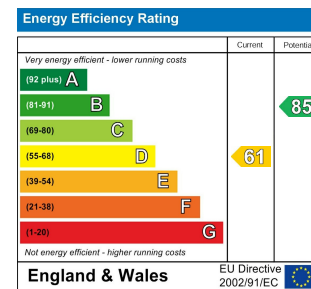 Energy Efficiency Rating
Current Potentia
Very energy efficient - lower running costs
(92 plus) A
(81-91) B
85
(69-80) C
(55-68) D
61
(39-54) E
(21-38) F
(1-20) G
Not energy efficient - higher running costs
England & Wales
EU Directive
2002/91/EC